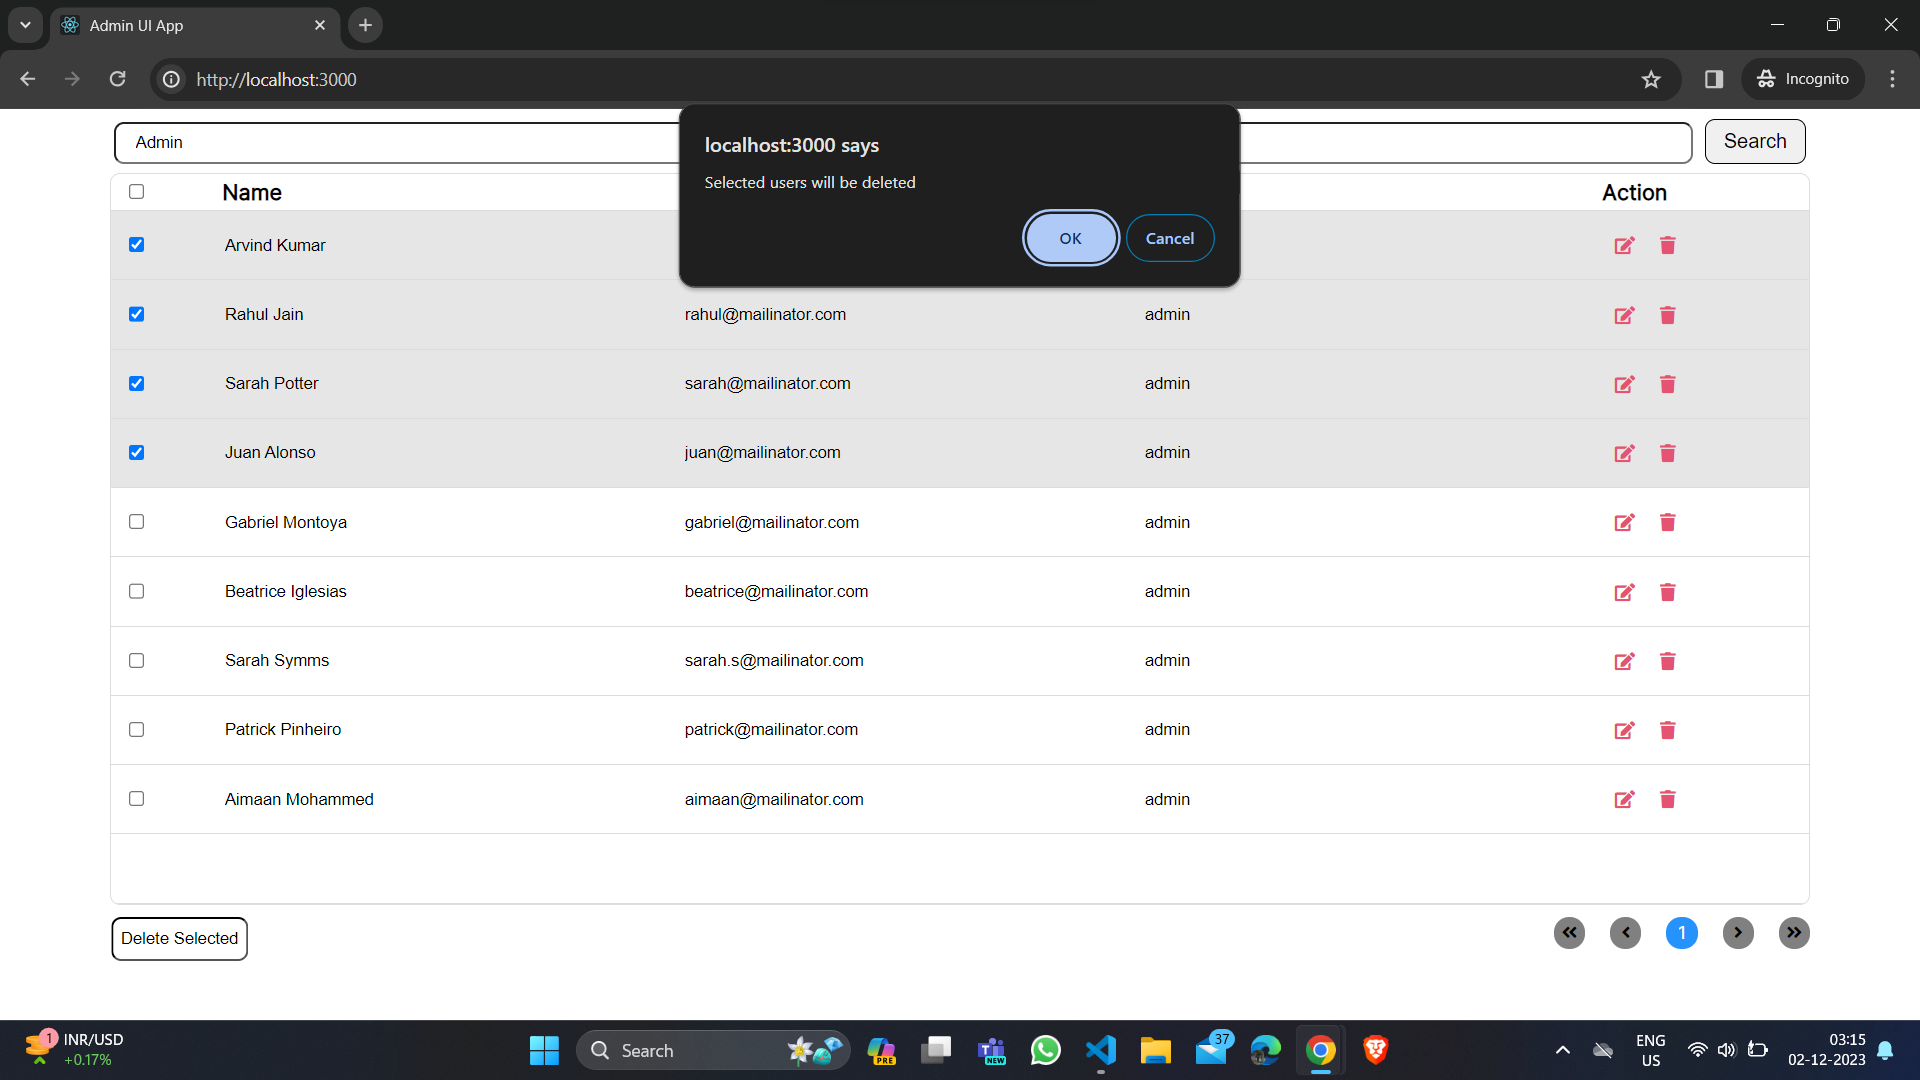 Admin UI App
http://localhost:3000
Incognito
Admin
Search
localhost:3000 says
Selected users will be deleted
OK
Cancel
Name
Action
Arvind Kumar
Rahul Jain
rahul@mailinator.com
admin
Sarah Potter
sarah@mailinator.com
admin
Juan Alonso
juan@mailinator.com
admin
Gabriel Montoya
gabriel@mailinator.com
admin
Beatrice Iglesias
beatrice@mailinator.com
admin
Sarah Symms
sarah.s@mailinator.com
admin
Patrick Pinheiro
patrick@mailinator.com
admin
Aimaan Mohammed
aimaan@mailinator.com
admin
Delete Selected
1
1
INR/USD
+0.17%
Search
PRE
NEW
37
ENG
US
03:15
02-12-2023